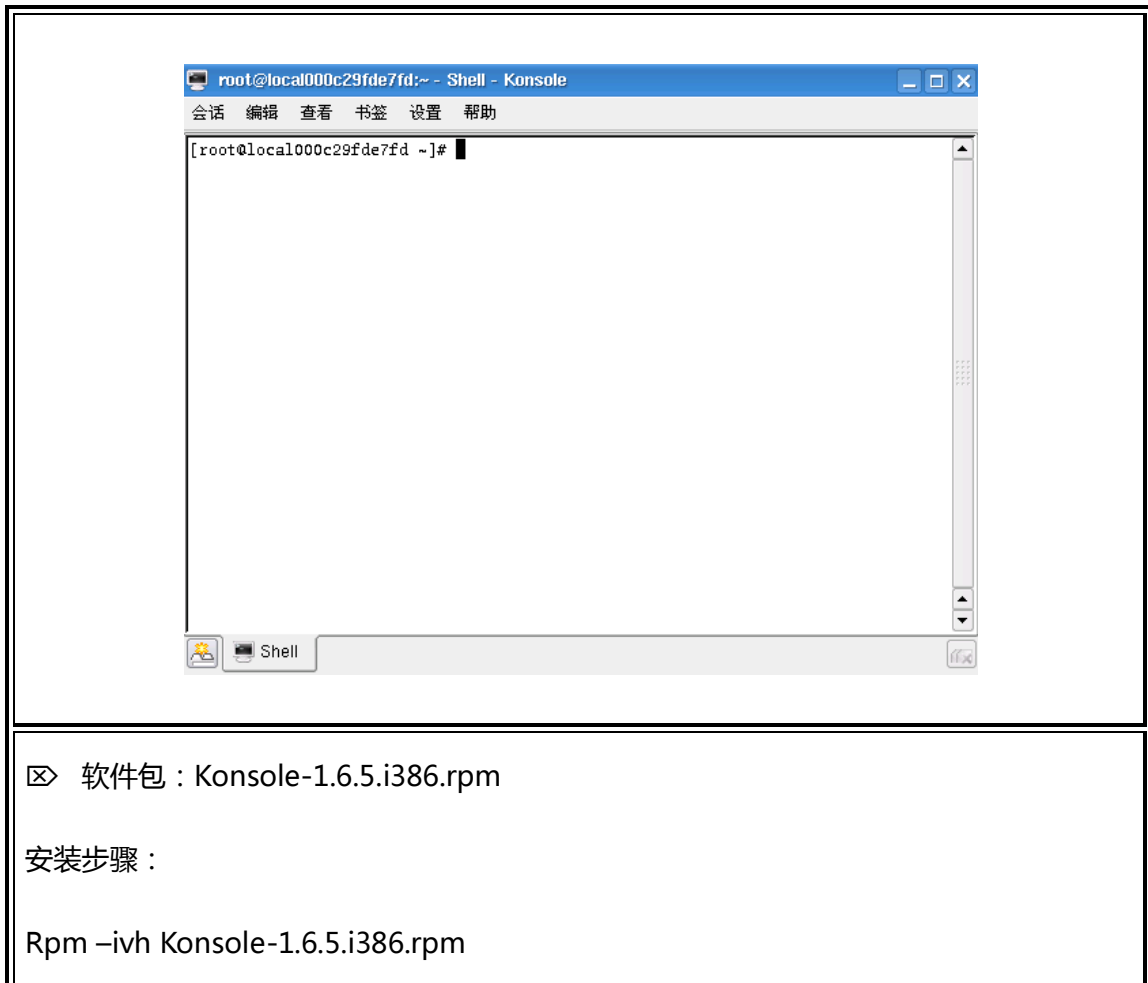 root@local000c29fde7fd:~ - Shell - Konsole
会话 编辑 查看 书签 设置 帮助
[root@local000c29fde7fd ~]#
Shell
软件包：Konsole-1.6.5.i386.rpm
安装步骤：
Rpm –ivh Konsole-1.6.5.i386.rpm